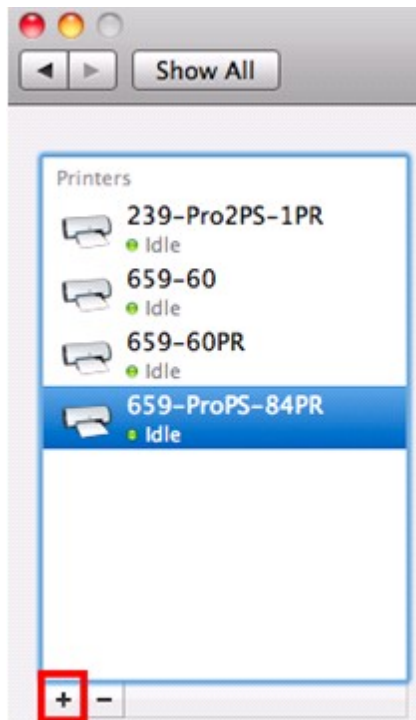 Show All
Printers
239-Pro2PS-1PR
Idle
659-60
Idle
659-60PR
Idle
659-ProPS-84PR
Idle
+ −